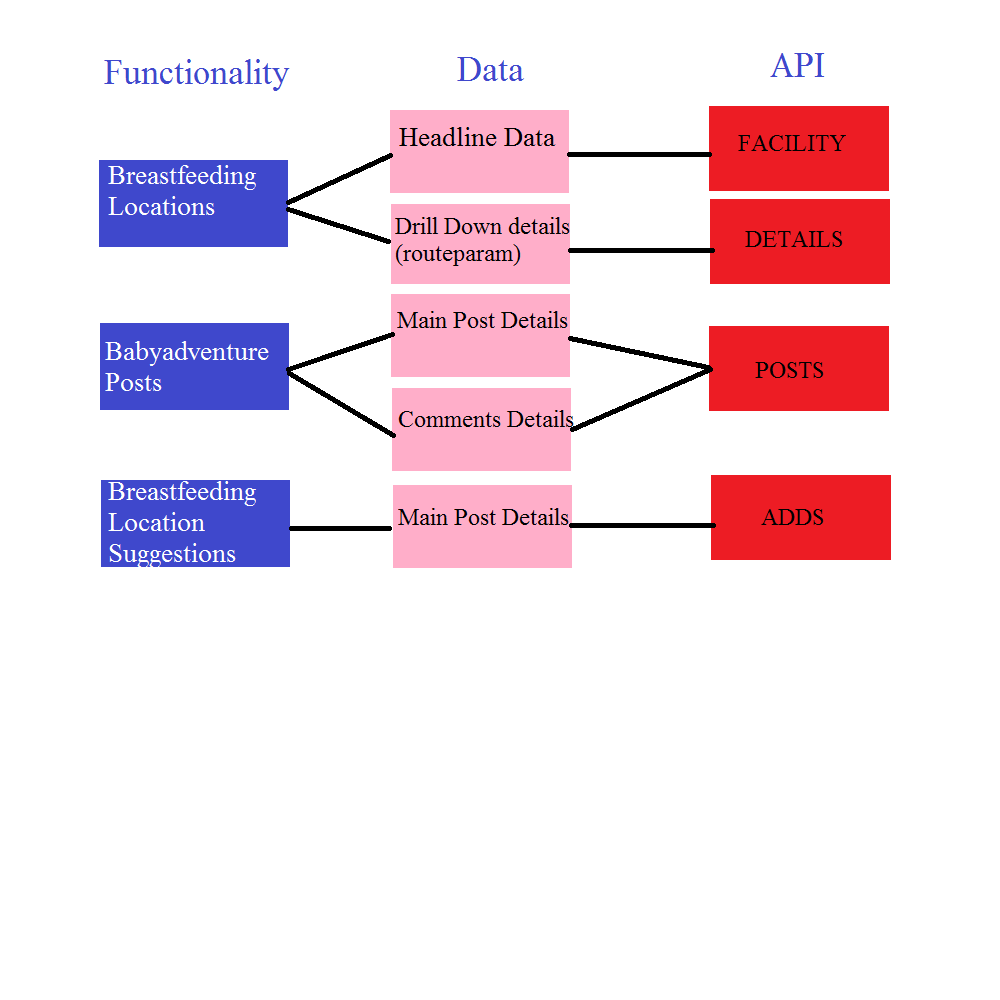 Functionality
Data
API
Breastfeeding
Locations
Headline Data
FACILITY
Drill Down details
(routeparam)
DETAILS
Babyadventure
Posts
Main Post Details
Comments Details
POSTS
Breastfeeding
Location
Suggestions
Main Post Details
ADDS